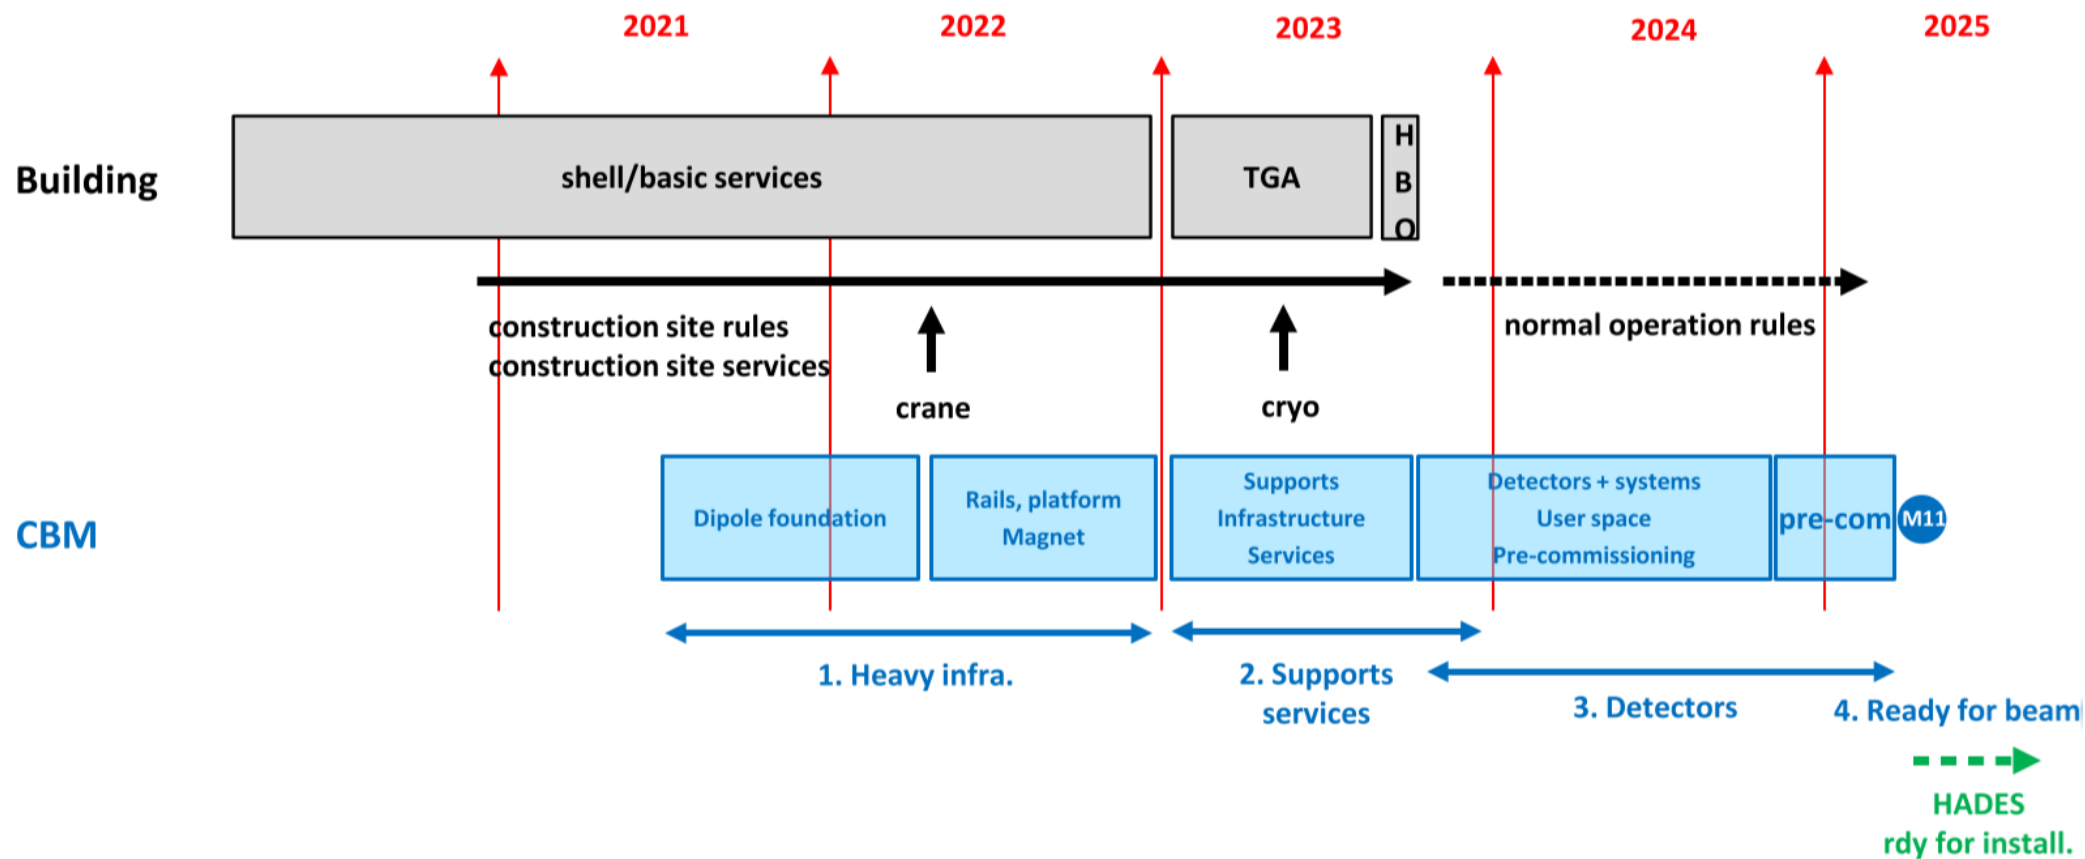 2021
2022
2023
2024
2025
Building
shell/basic services
TGA
H
B
O
construction site rules
construction site services
normal operation rules
crane
cryo
CBM
Dipole foundation
Rails, platform
Magnet
Supports
Infrastructure
Services
Detectors + systems
User space
Pre-commissioning
pre-com
M11
1. Heavy infra.
2. Supports
services
3. Detectors
4. Ready for beam
HADES
rdy for install.